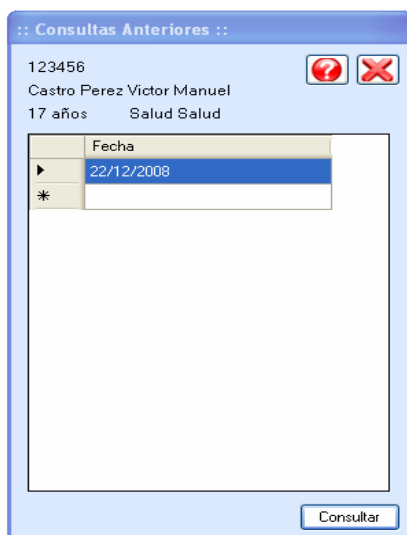 :: Consultas Anteriores ::
123456
Castro Perez Victor Manuel
17 años Salud Salud
Fecha
22/12/2008
Consultar